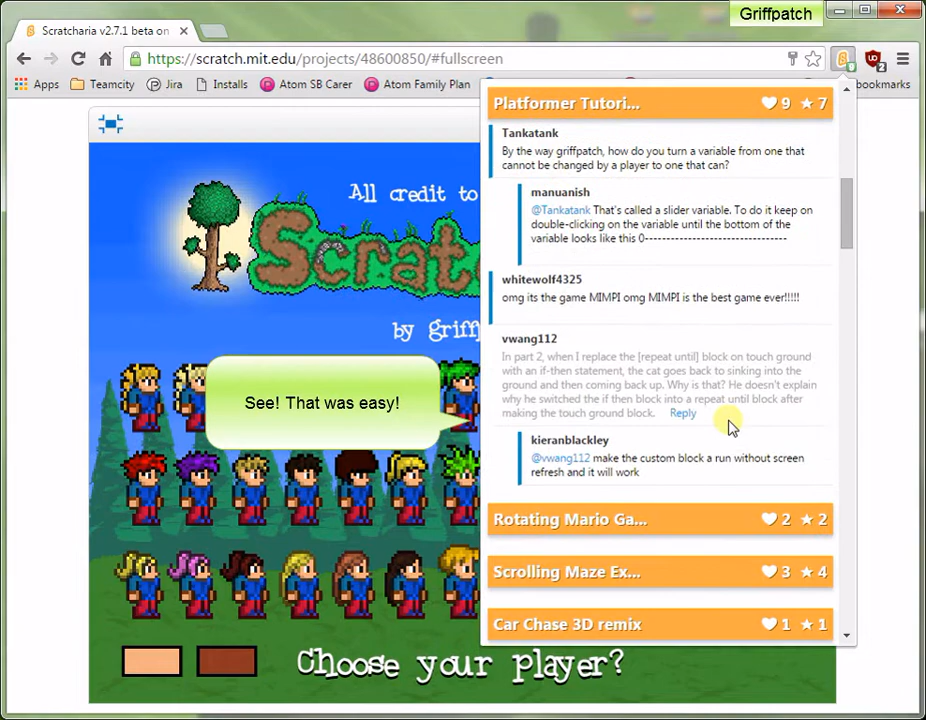 Griffpatch
Scratcharia v2.7.1 beta on
https://scratch.mit.edu/projects/48600850/#fullscreen
Apps Teamcity Jira Installs Atom SB Carer Atom Family Plan bookmarks
9
2
Platformer Tutori... 9 7
Tankatank
By the way griffpatch, how do you turn a variable from one that
cannot be changed by a player to one that can?
manuanish
@Tankatank That's called a slider variable. To do it keep on
double-clicking on the variable until the bottom of the
variable looks like this 0--------------------------------
whitewolf4325
omg its the game MIMPI omg MIMPI is the best game ever!!!!!
vwang112
In part 2, when I replace the [repeat until] block on touch ground
with an if-then statement, the cat goes back to sinking into the
ground and then coming back up. Why is that? He doesn't explain
why he switched the if then block into a repeat until block after
making the touch ground block. Reply
kieranblackley
@vwang112 make the custom block a run without screen
refresh and it will work
Rotating Mario Ga... 2 2
Scrolling Maze Ex... 3 4
Car Chase 3D remix 1 1
All credit to
Scrat
by griff
See! That was easy!
Choose your player?